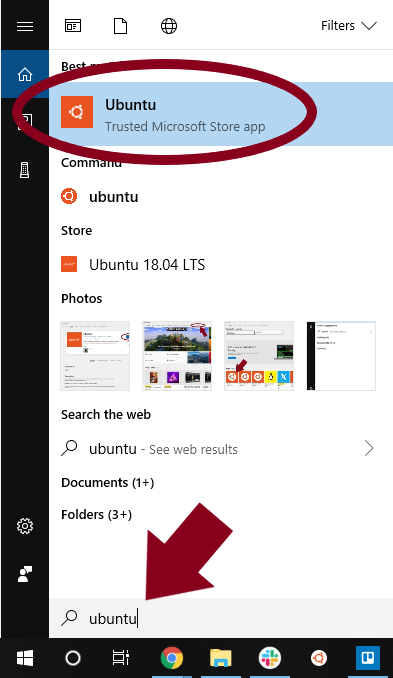 Filters
Best m
Ubuntu
Trusted Microsoft Store app
Command
ubuntu
Store
Ubuntu 18.04 LTS
Photos
Search the web
ubuntu - See web results
Documents (1+)
Folders (3+)
ubuntu